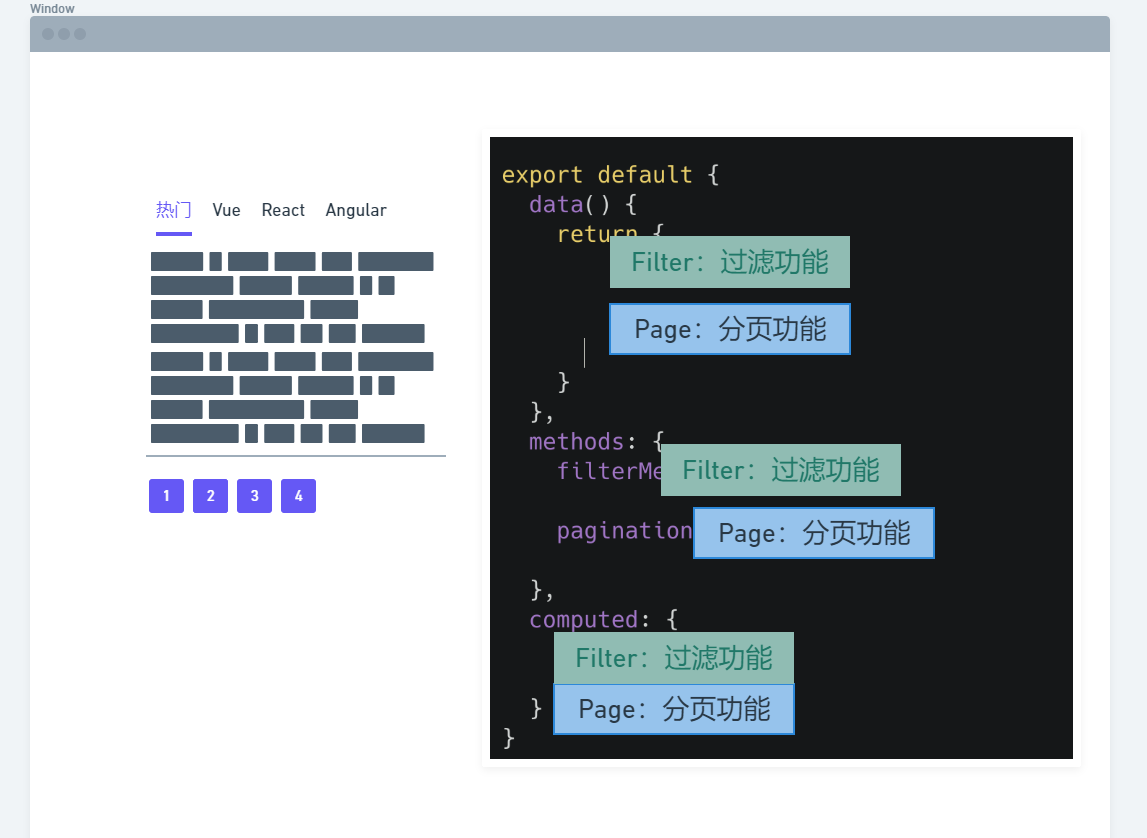 Window
热门 Vue React Angular
1 2 3 4
export default {
data() {
return {
Filter：过滤功能
Page：分页功能
}
},
methods: {
filterMe
Filter：过滤功能
pagination
Page：分页功能
},
computed: {
Filter：过滤功能
} Page：分页功能
}